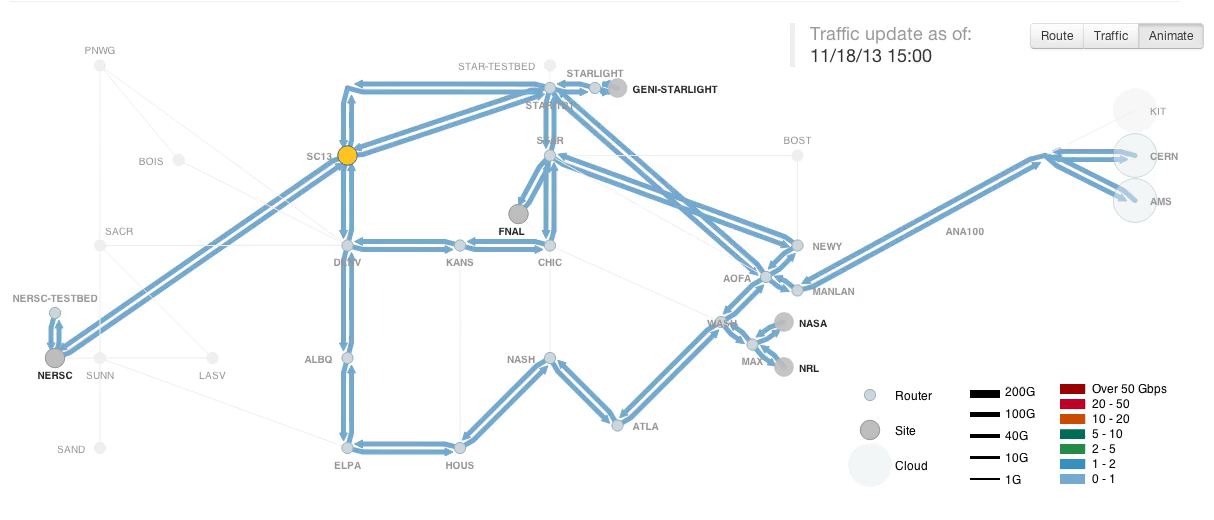 Traffic update as of:
11/18/13 15:00
Route Traffic Animate
PNWG
STAR-TESTBED
STARLIGHT
GENI-STARLIGHT
KIT
BOST
SC13
BOIS
CERN
AMS
FNAL
SACR
ANA100
NEWY
KANS
CHIC
AOFA
MANLAN
NERSC-TESTBED
WASH
NASA
ALBQ
NASH
MAX
NRL
NERSC
SUNN
LASV
ATLA
SAND
ELPA
HOUS
Router
Site
Cloud
200G
100G
40G
10G
1G
Over 50 Gbps
20 - 50
10 - 20
5 - 10
2 - 5
1 - 2
0 - 1